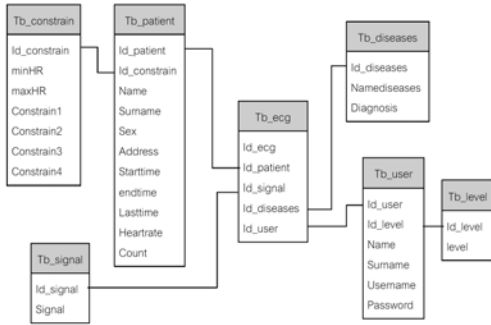 Tb_constrain
Id_constrain
minHR
maxHR
Constrain1
Constrain2
Constrain3
Constrain4
Tb_patient
Id_patient
Id_constrain
Name
Surname
Sex
Address
Starttime
endtime
Lasttime
Heartrate
Count
Tb_ecg
Id_ecg
Id_patient
Id_signal
Id_diseases
Id_user
Tb_diseases
Id_diseases
Namediseases
Diagnosis
Tb_user
Id_user
Id_level
Name
Surname
Username
Password
Tb_level
Id_level
level
Tb_signal
Id_signal
Signal